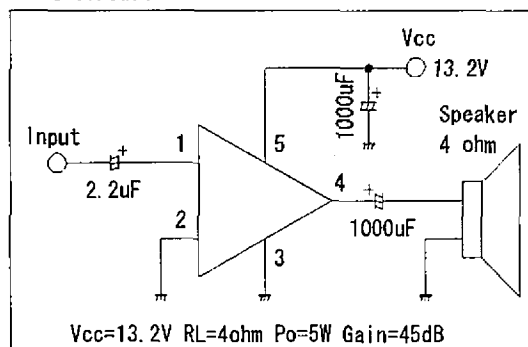 Vcc
13.2V
1000uF
+
Speaker
4 ohm
Input
+
2.2uF
1
2
5
4
3
+
1000uF
Vcc=13.2V RL=4ohm Po=5W Gain=45dB